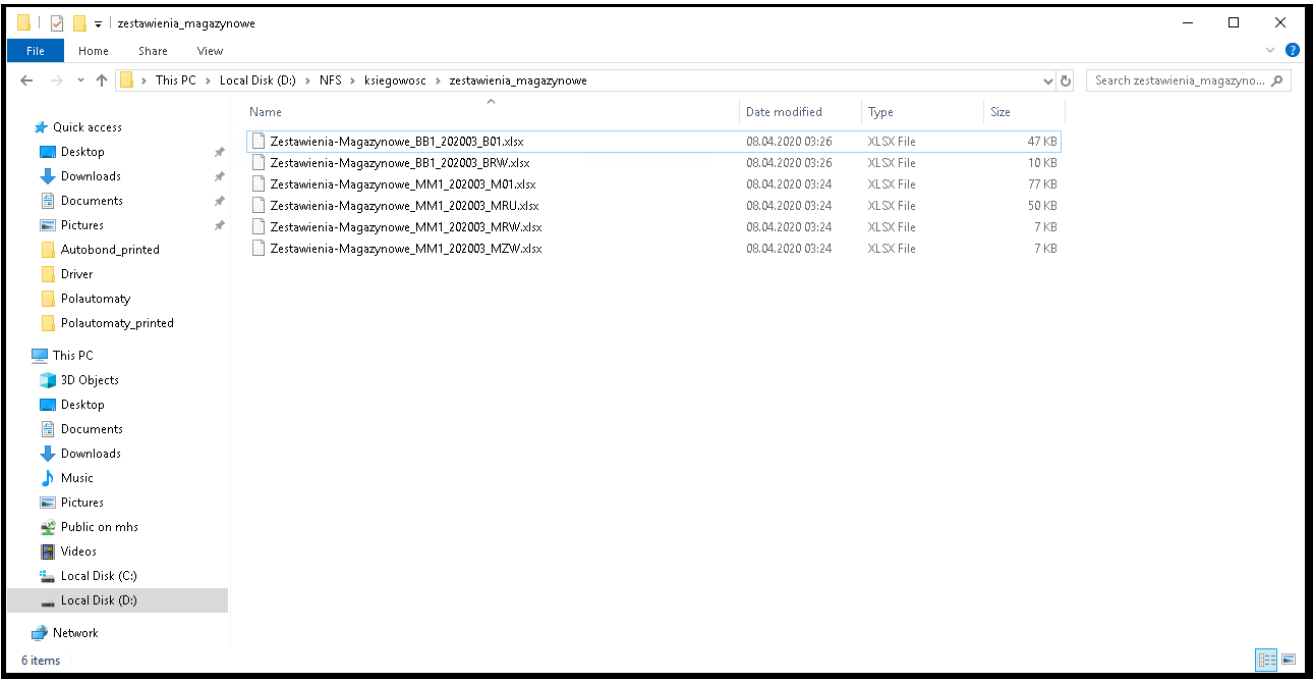 zestawienia_magazynowe
File Home Share View
This PC > Local Disk (D:) > NFS > ksiegowosc > zestawienia_magazynowe
Search zestawienia_magazyno...
Name Date modified Type Size
Quick access
Desktop
Downloads
Documents
Pictures
Autobond_printed
Driver
Polautomaty
Polautomaty_printed
This PC
3D Objects
Desktop
Documents
Downloads
Music
Pictures
Public on mhs
Videos
Local Disk (C:)
Local Disk (D:)
Network
Zestawienia-Magazynowe_BB1_202003_B01.xlsx 08.04.2020 03:26 XLSX File 47 KB
Zestawienia-Magazynowe_BB1_202003_BRW.xlsx 08.04.2020 03:26 XLSX File 10 KB
Zestawienia-Magazynowe_MM1_202003_M01.xlsx 08.04.2020 03:24 XLSX File 77 KB
Zestawienia-Magazynowe_MM1_202003_MRU.xlsx 08.04.2020 03:24 XLSX File 50 KB
Zestawienia-Magazynowe_MM1_202003_MRW.xlsx 08.04.2020 03:24 XLSX File 7 KB
Zestawienia-Magazynowe_MM1_202003_MZW.xlsx 08.04.2020 03:24 XLSX File 7 KB
6 items